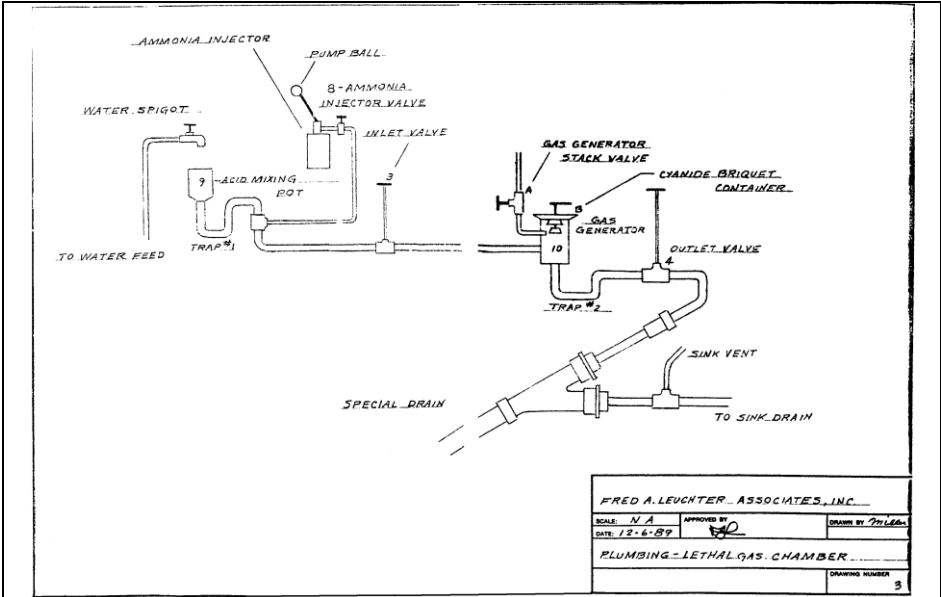 AMMONIA INJECTOR
PUMP BALL
8-AMMONIA
INJECTOR VALVE
WATER SPIGOT
INLET VALVE
3
9
ACID MIXING
POT
TRAP #1
TO WATER FEED
GAS GENERATOR
STACK VALVE
A
CYANIDE BRIQUET
CONTAINER
B
GAS
GENERATOR
10
OUTLET VALVE
4
TRAP #2
SINK VENT
SPECIAL DRAIN
TO SINK DRAIN
FRED A. LEUCHTER ASSOCIATES, INC
SCALE: N A
APPROVED BY
DRAWN BY Miller
DATE: 12-6-89
PLUMBING - LETHAL GAS CHAMBER
DRAWING NUMBER
3